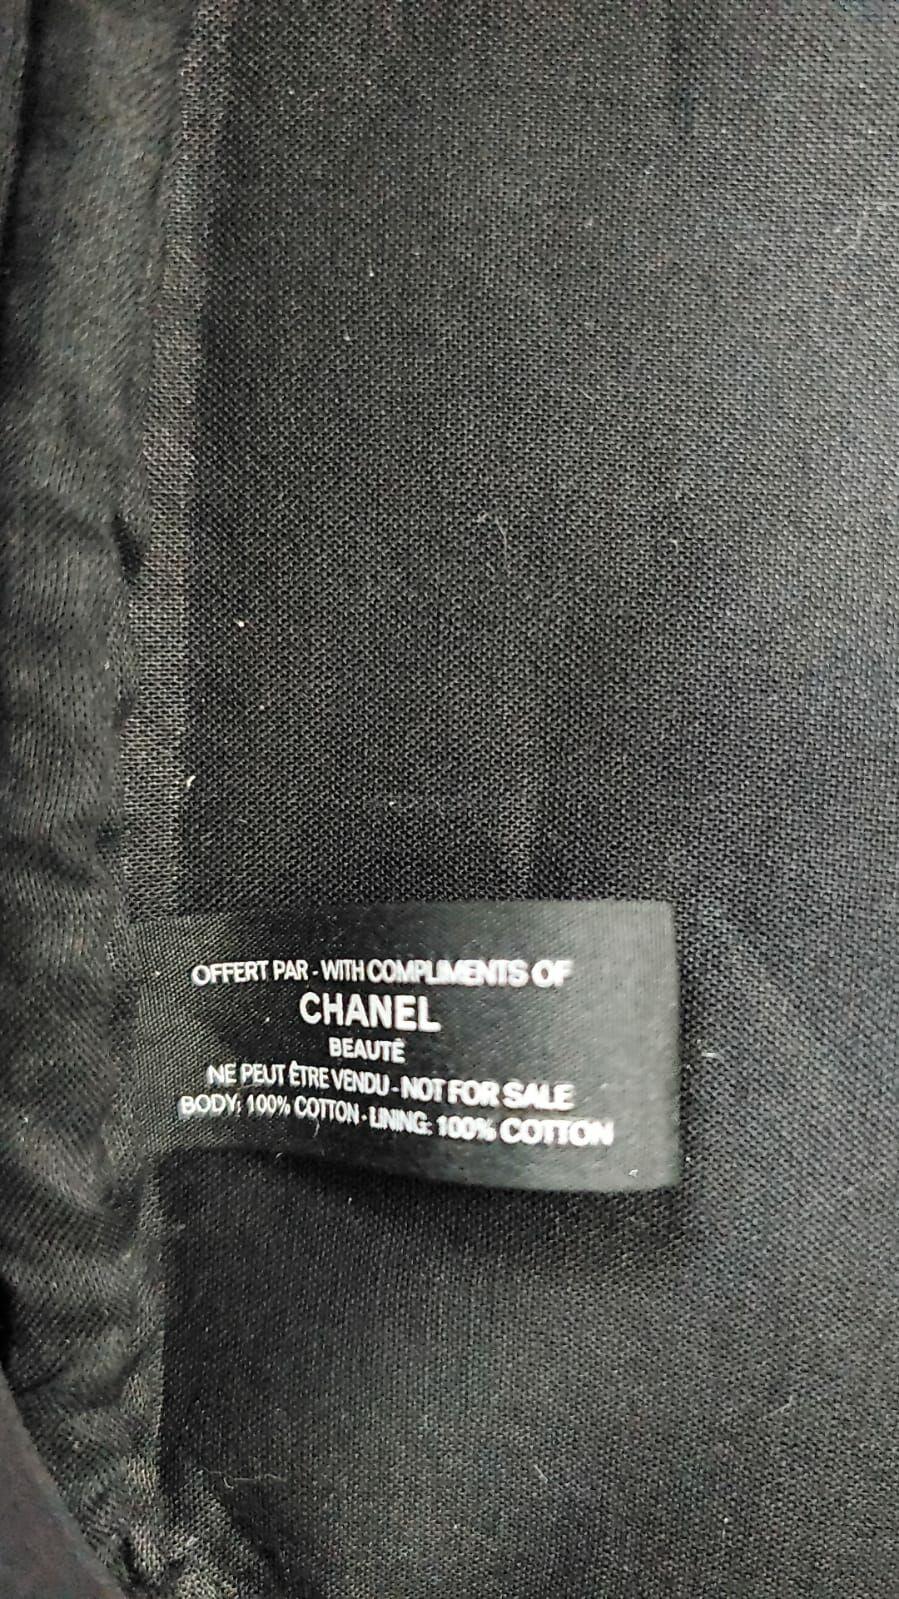 OFFERT PAR - WITH COMPLIMENTS OF
CHANEL
BEAUTÉ
NE PEUT ÊTRE VENDU - NOT FOR SALE
BODY: 100% COTTON - LINING: 100% COTTON